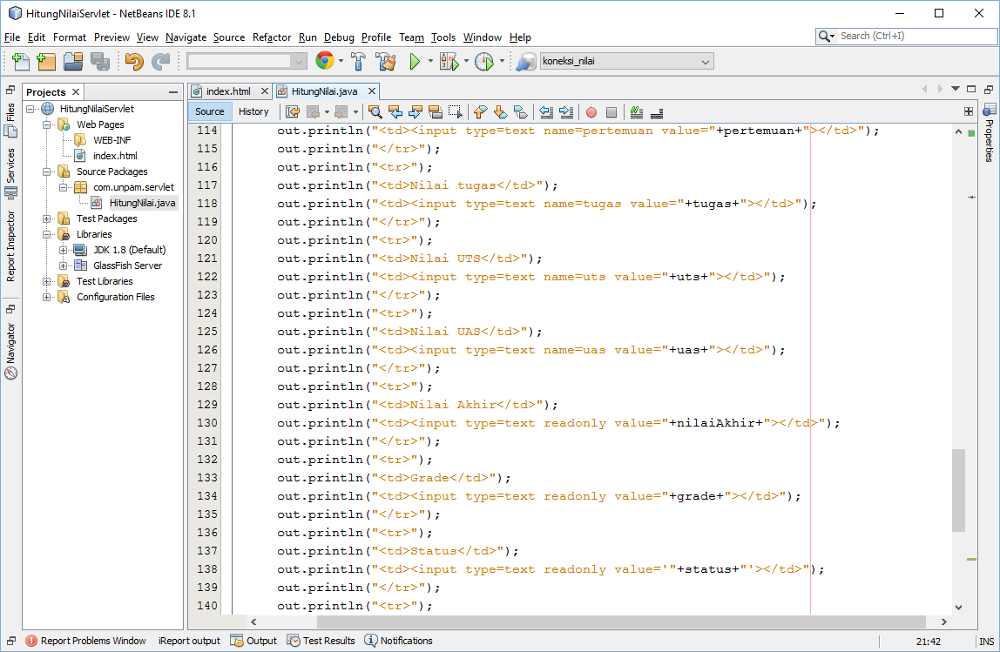 HitungNilaiServlet - NetBeans IDE 8.1
File Edit Format Preview View Navigate Source Refactor Run Debug Profile Team Tools Window Help
Search (Ctrl+I)
koneksi_nilai
Projects
index.html
HitungNilai.java
Source
History
Files
Services
Report Inspector
Navigator
Properties
HitungNilaiServlet
Web Pages
WEB-INF
index.html
Source Packages
com.unpam.servlet
HitungNilai.java
Test Packages
Libraries
JDK 1.8 (Default)
GlassFish Server
Test Libraries
Configuration Files
114 out.println("<td><input type=text name=pertemuan value="+pertemuan+"></td>");
115 out.println("</tr>");
116 out.println("<tr>");
117 out.println("<td>Nilai tugas</td>");
118 out.println("<td><input type=text name=tugas value="+tugas+"></td>");
119 out.println("</tr>");
120 out.println("<tr>");
121 out.println("<td>Nilai UTS</td>");
122 out.println("<td><input type=text name=uts value="+uts+"></td>");
123 out.println("</tr>");
124 out.println("<tr>");
125 out.println("<td>Nilai UAS</td>");
126 out.println("<td><input type=text name=uas value="+uas+"></td>");
127 out.println("</tr>");
128 out.println("<tr>");
129 out.println("<td>Nilai Akhir</td>");
130 out.println("<td><input type=text readonly value="+nilaiAkhir+"></td>");
131 out.println("</tr>");
132 out.println("<tr>");
133 out.println("<td>Grade</td>");
134 out.println("<td><input type=text readonly value="+grade+"></td>");
135 out.println("</tr>");
136 out.println("<tr>");
137 out.println("<td>Status</td>");
138 out.println("<td><input type=text readonly value='"+status+"'></td>");
139 out.println("</tr>");
140 out.println("<tr>");
Report Problems Window iReport output Output Test Results Notifications
21:42 INS